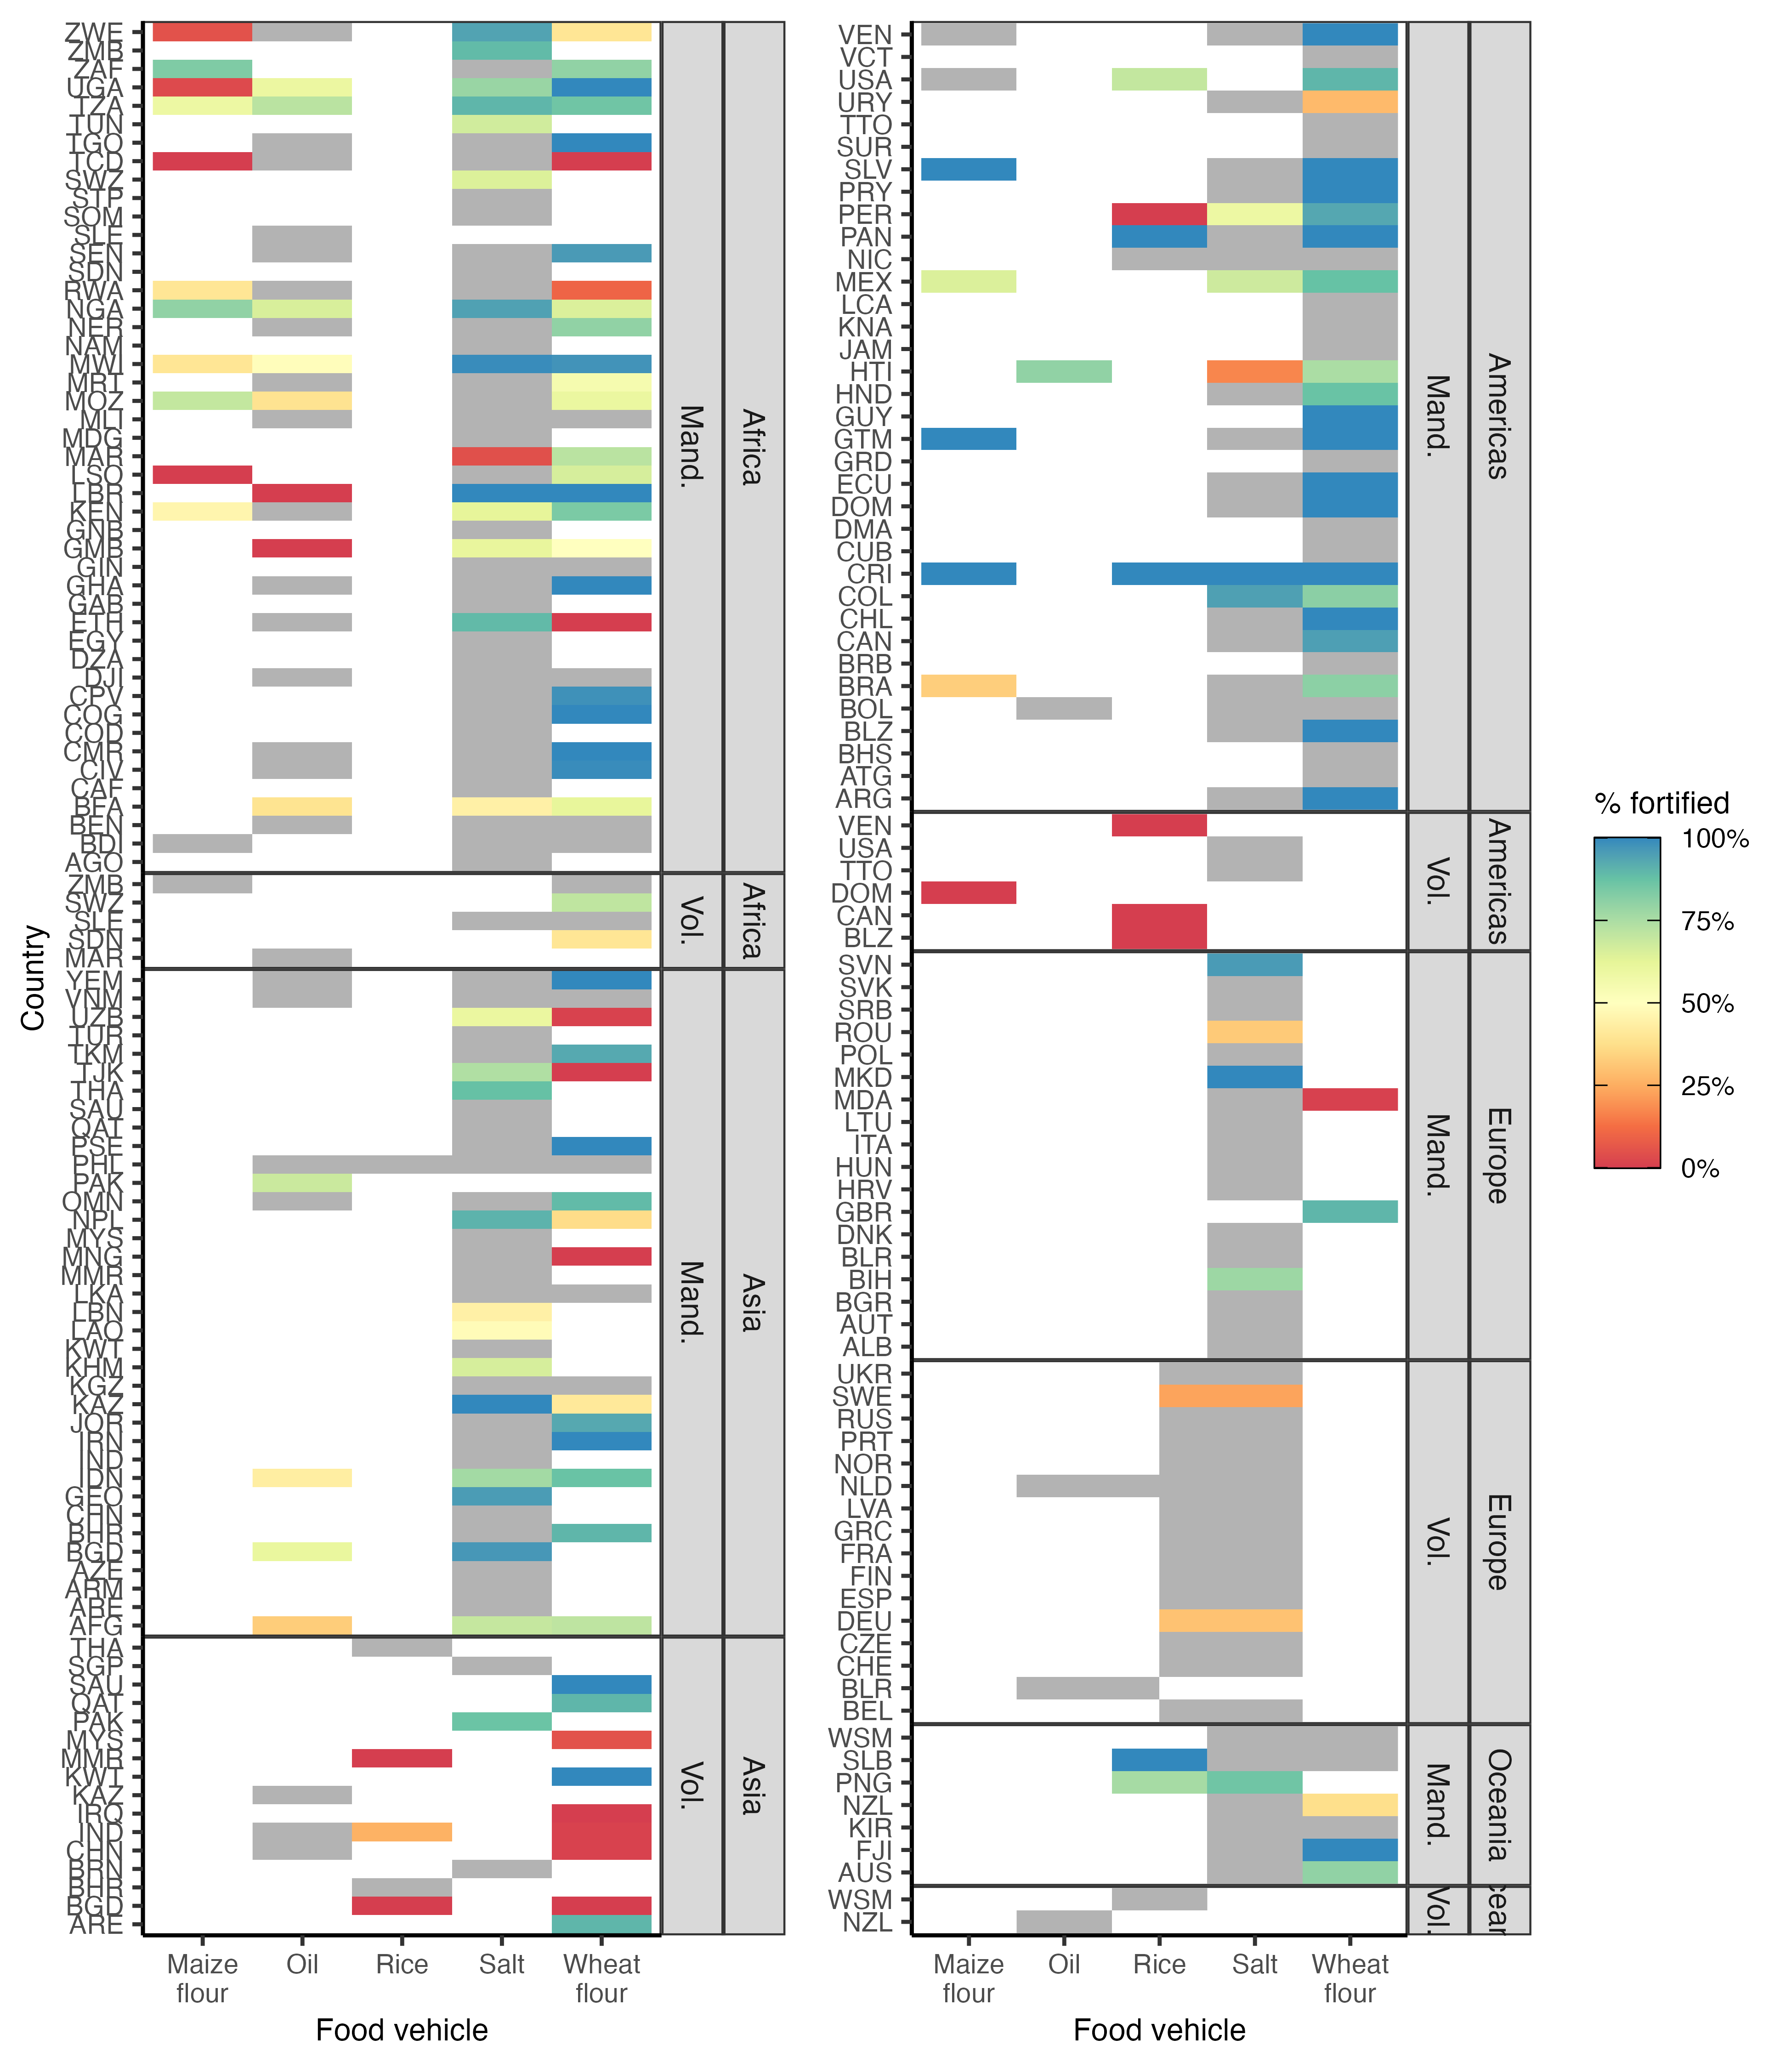 Country
ZWE
ZMB
ZAF
UGA
TZA
TUN
TGO
TCD
SWZ
STP
SOM
SLE
SEN
SDN
RWA
NGA
NER
NAM
MWI
MRT
MOZ
MLI
MDG
MAR
LSO
LBR
KEN
GNB
GMB
GIN
GHA
GAB
ETH
EGY
DZA
DJI
CPV
COG
COD
CMR
CIV
CAF
BFA
BEN
BDI
AGO
Mand.
Africa
ZMB
SWZ
SLE
SDN
MAR
Vol.
Africa
YEM
VNM
UZB
TUR
TKM
TJK
THA
SAU
QAT
PSE
PHL
PAK
OMN
NPL
MYS
MNG
MMR
LKA
LBN
LAO
KWT
KHM
KGZ
KAZ
JOR
IRN
IND
IDN
GEO
CHN
BHR
BGD
AZE
ARM
ARE
AFG
Mand.
Asia
THA
SGP
SAU
QAT
PAK
MYS
MMR
KWT
KAZ
IRQ
IND
CHN
BRN
BHR
BGD
ARE
Vol.
Asia
Maize Oil Rice Salt Wheat
flour flour
Food vehicle
VEN
VCT
USA
URY
TTO
SUR
SLV
PRY
PER
PAN
NIC
MEX
LCA
KNA
JAM
HTI
HND
GUY
GTM
GRD
ECU
DOM
DMA
CUB
CRI
COL
CHL
CAN
BRB
BRA
BOL
BLZ
BHS
ATG
ARG
Mand.
Americas
VEN
USA
TTO
DOM
CAN
BLZ
Vol.
Americas
SVN
SVK
SRB
ROU
POL
MKD
MDA
LTU
ITA
HUN
HRV
GBR
DNK
BLR
BIH
BGR
AUT
ALB
Mand.
Europe
UKR
SWE
RUS
PRT
NOR
NLD
LVA
GRC
FRA
FIN
ESP
DEU
CZE
CHE
BLR
BEL
Vol.
Europe
WSM
SLB
PNG
NZL
KIR
FJI
AUS
Mand.
Oceania
WSM
NZL
Vol.
Maize Oil Rice Salt Wheat
flour flour
Food vehicle
% fortified
100%
75%
50%
25%
0%